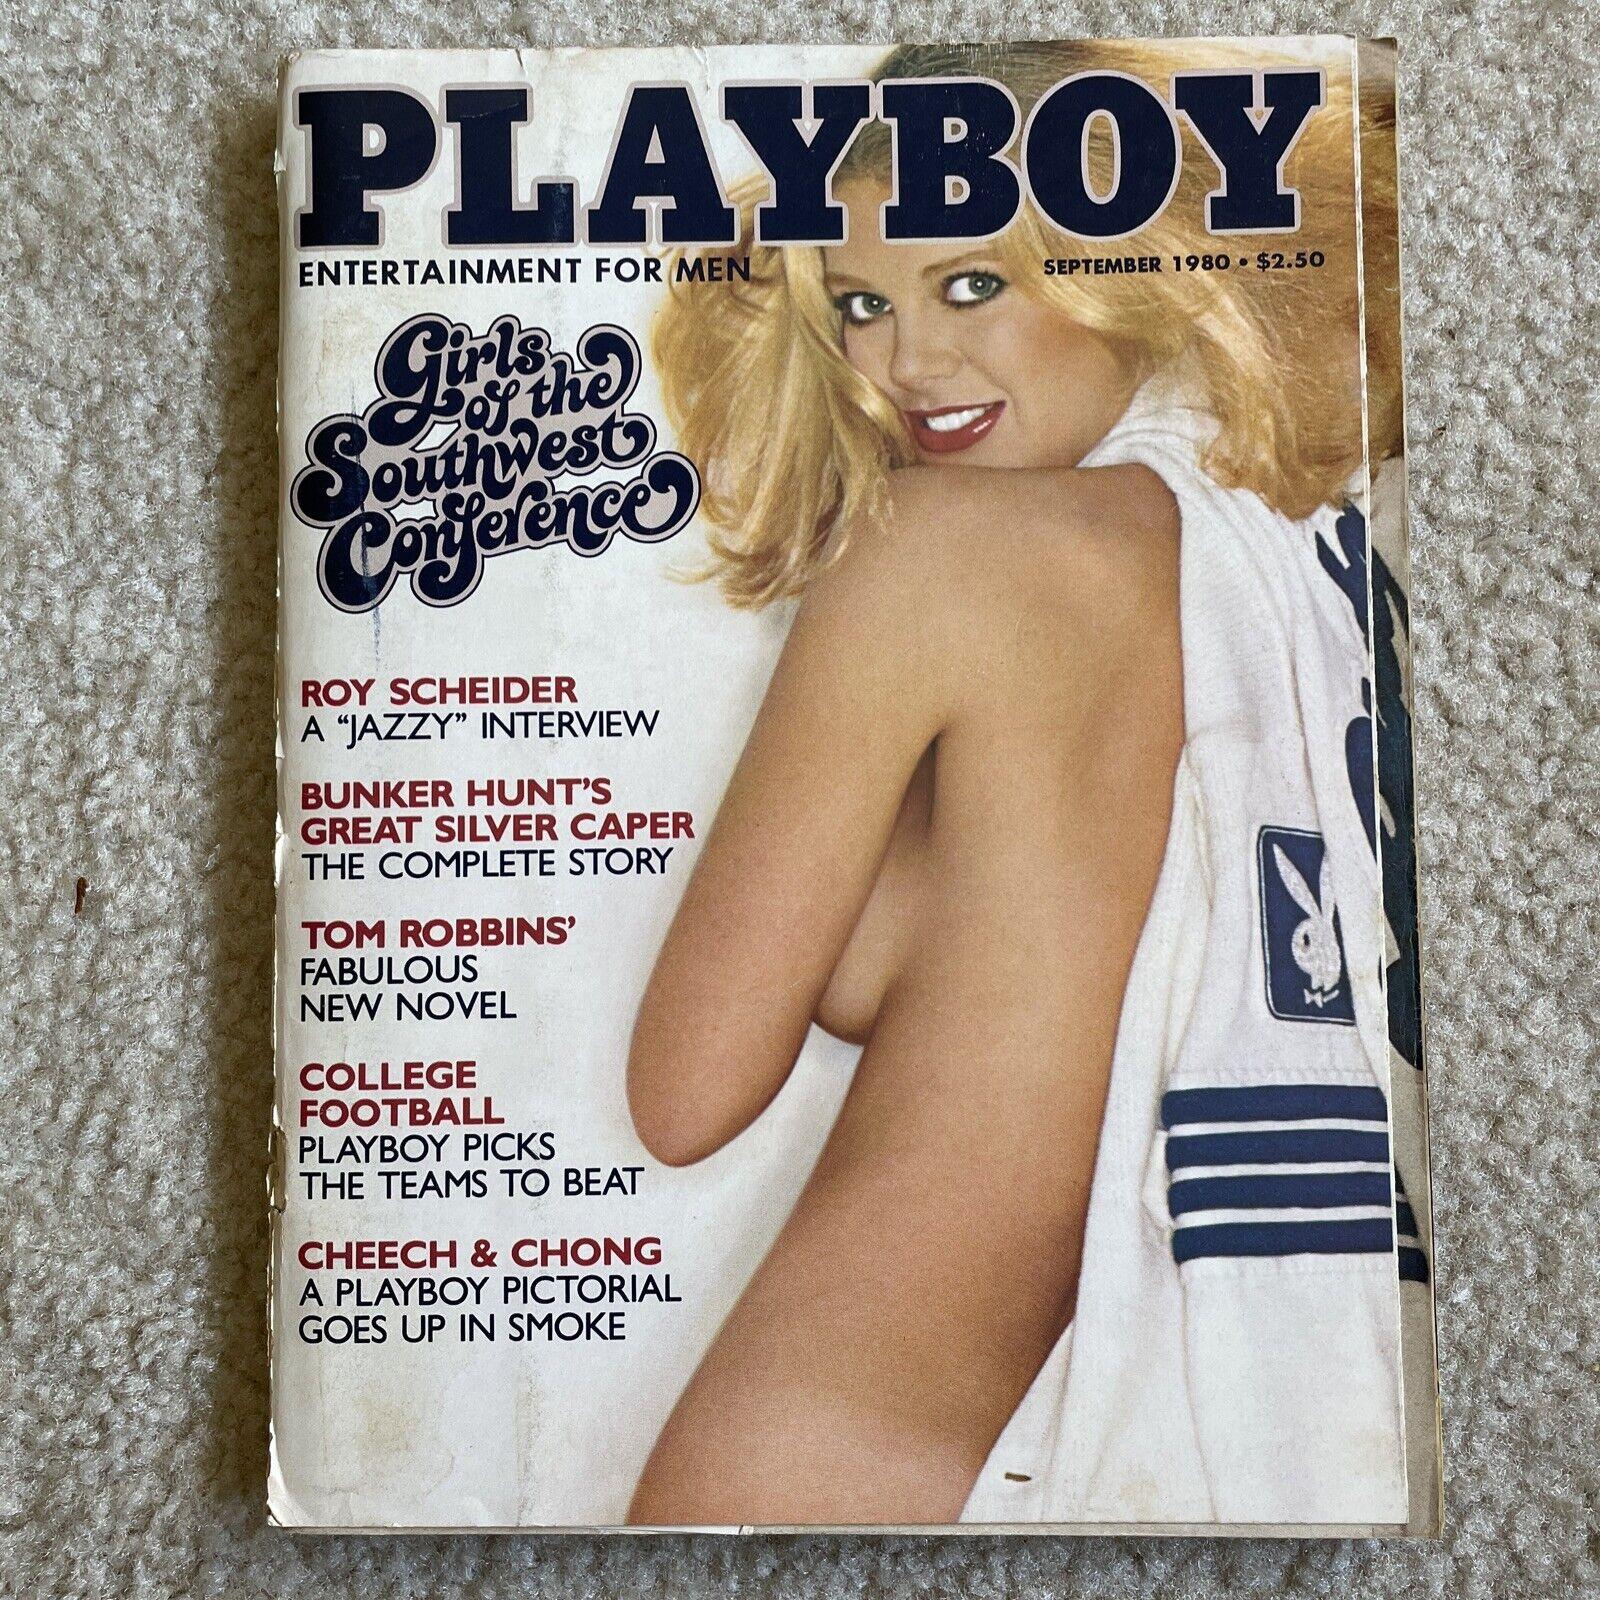 PLAYBOY
ENTERTAINMENT FOR MEN
SEPTEMBER 1980 • $2.50
Girls
of the
Southwest
Conference
ROY SCHEIDER
A “JAZZY” INTERVIEW
BUNKER HUNT’S
GREAT SILVER CAPER
THE COMPLETE STORY
TOM ROBBINS’
FABULOUS
NEW NOVEL
COLLEGE
FOOTBALL
PLAYBOY PICKS
THE TEAMS TO BEAT
CHEECH & CHONG
A PLAYBOY PICTORIAL
GOES UP IN SMOKE